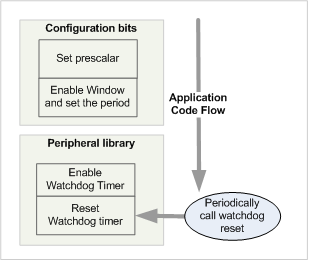 Configuration bits
Set prescalar
Enable Window
and set the period
Application
Code Flow
Peripheral library
Enable
Watchdog Timer
Reset
Watchdog timer
Periodically
call watchdog
reset